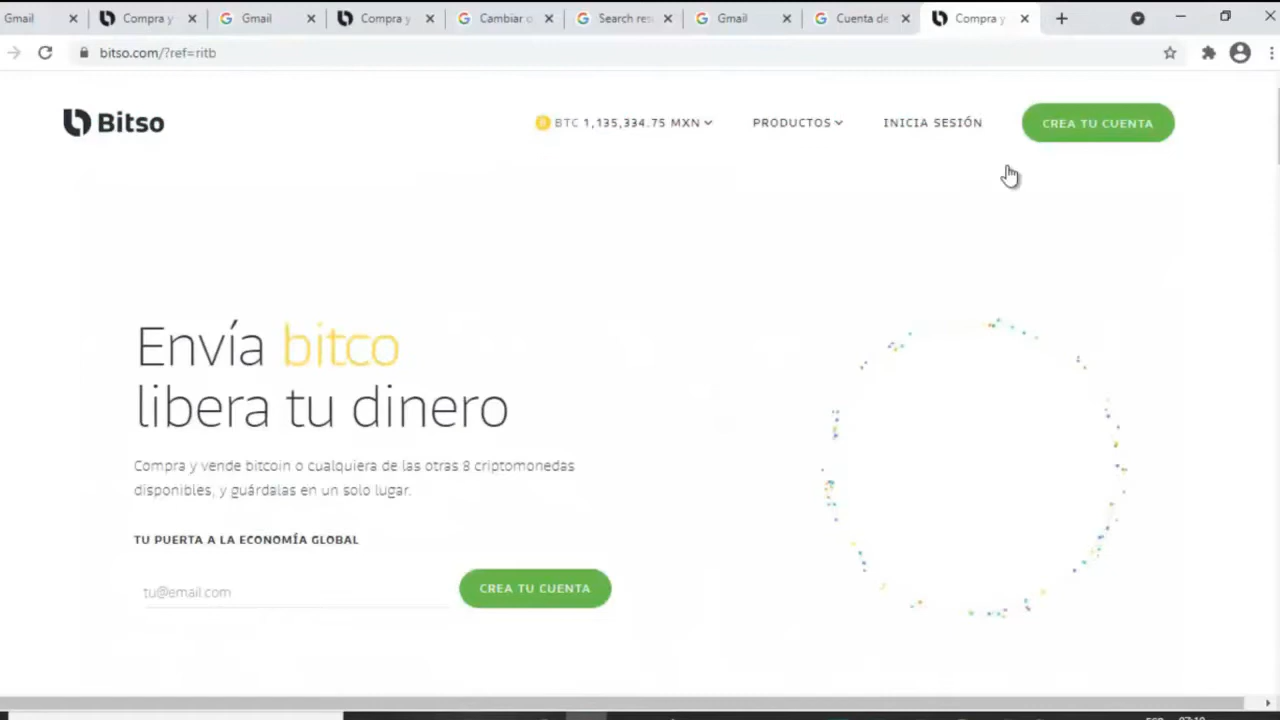 Gmail
Compra y
Gmail
Compra y
Cambiar o
Search res
Gmail
Cuenta de
Compra y
bitso.com/?ref=ritb
Bitso
BTC 1,135,334.75 MXN
PRODUCTOS
INICIA SESIÓN
CREA TU CUENTA
Envía bitco
libera tu dinero
Compra y vende bitcoin o cualquiera de las otras 8 criptomonedas
disponibles, y guárdalas en un solo lugar.
TU PUERTA A LA ECONOMÍA GLOBAL
tu@email.com
CREA TU CUENTA